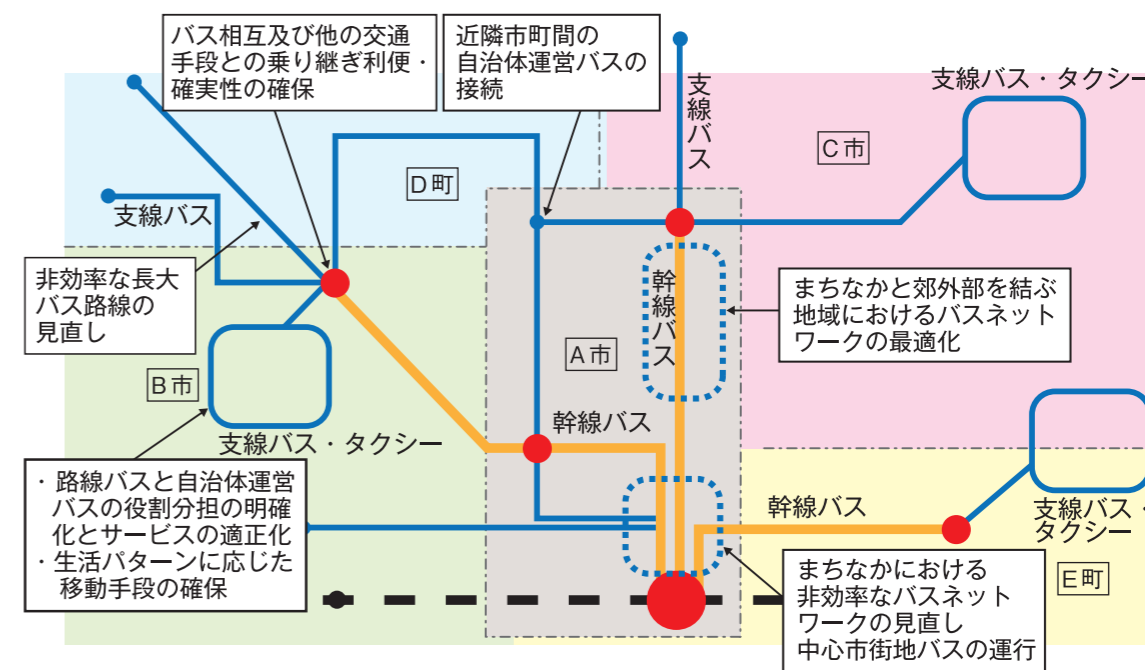 バス相互及び他の交通
手段との乗り継ぎ利便・
確実性の確保
近隣市町間の
自治体運営バスの
接続
支線バス
支線バス・タクシー
C市
D町
支線バス
非効率な長大
バス路線の
見直し
幹線バス
まちなかと郊外部を結ぶ
地域におけるバスネット
ワークの最適化
A市
B市
支線バス・タクシー
幹線バス
・路線バスと自治体運営
バスの役割分担の明確
化とサービスの適正化
・生活パターンに応じた
移動手段の確保
幹線バス
支線バス・
タクシー
E町
まちなかにおける
非効率なバスネット
ワークの見直し
中心市街地バスの運行